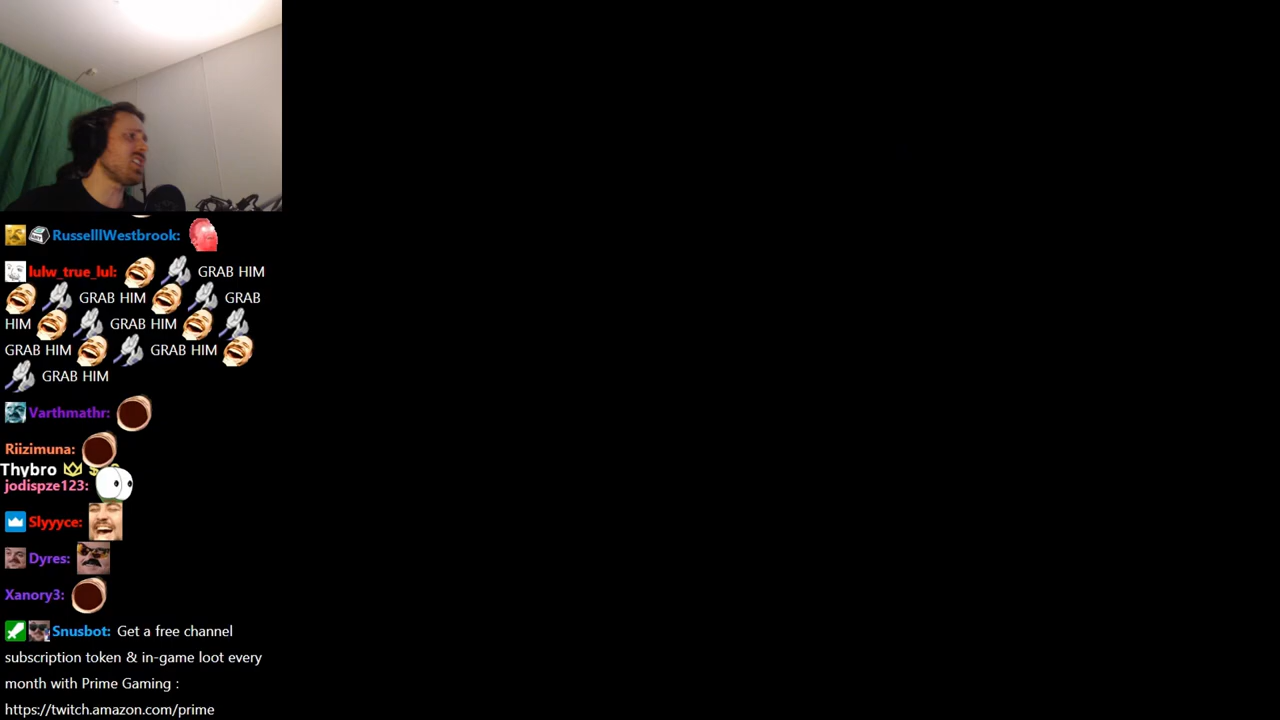 RusselllWestbrook:
lulw_true_lul: GRAB HIM
GRAB HIM GRAB
HIM GRAB HIM
GRAB HIM GRAB HIM
GRAB HIM
Varthmathr:
Riizimuna:
Thybro
jodispze123:
Slyyyce:
Dyres:
Xanory3:
Snusbot: Get a free channel
subscription token & in-game loot every
month with Prime Gaming :
https://twitch.amazon.com/prime